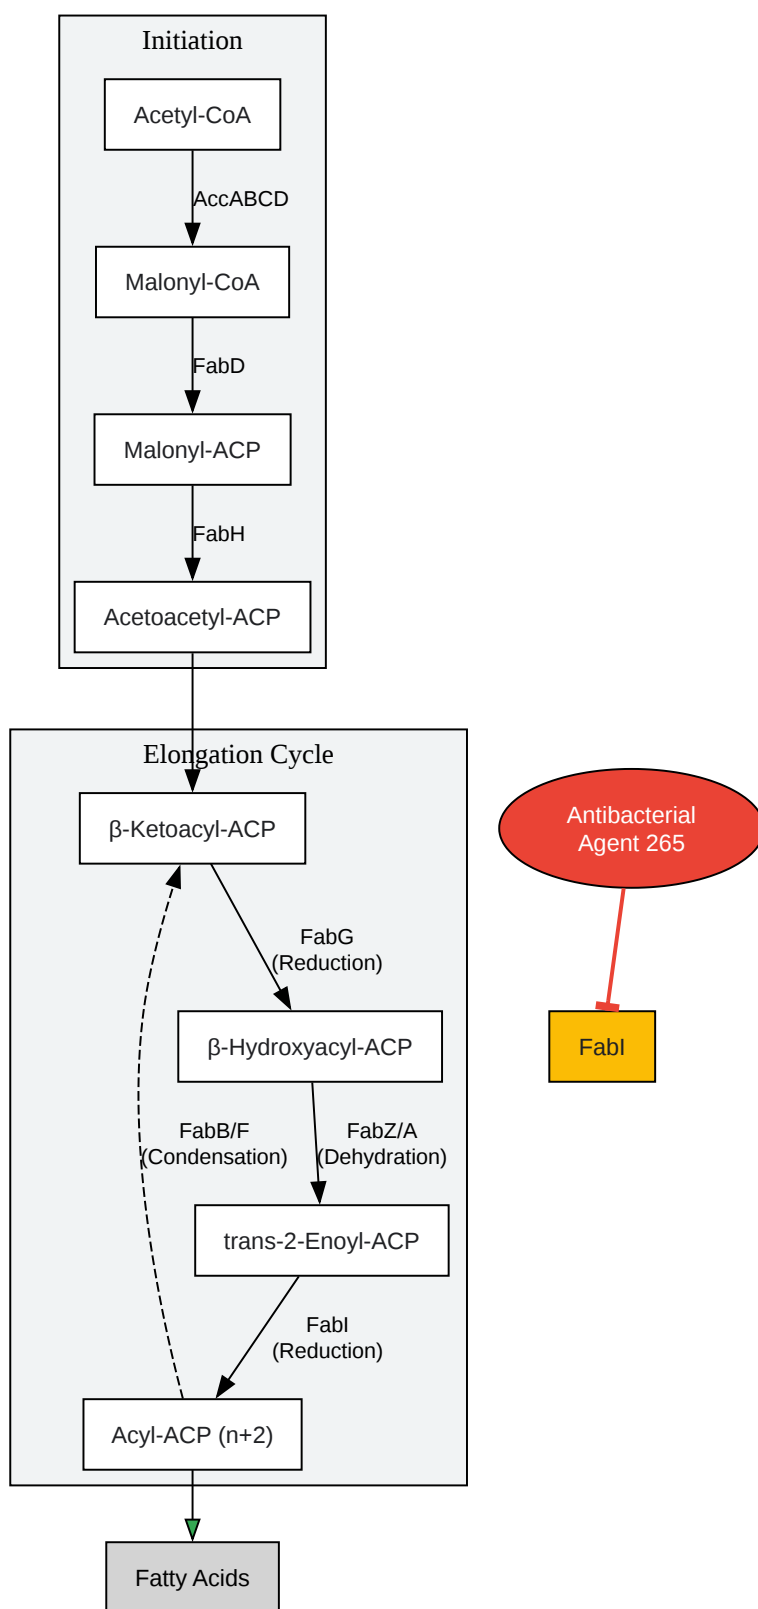 Initiation
Acetyl-CoA
AccABCD
Malonyl-CoA
FabD
Malonyl-ACP
FabH
Acetoacetyl-ACP
Elongation Cycle
β-Ketoacyl-ACP
Antibacterial
Agent 265
FabG
(Reduction)
β-Hydroxyacyl-ACP
FabI
FabB/F
(Condensation)
FabZ/A
(Dehydration)
trans-2-Enoyl-ACP
FabI
(Reduction)
Acyl-ACP (n+2)
Fatty Acids